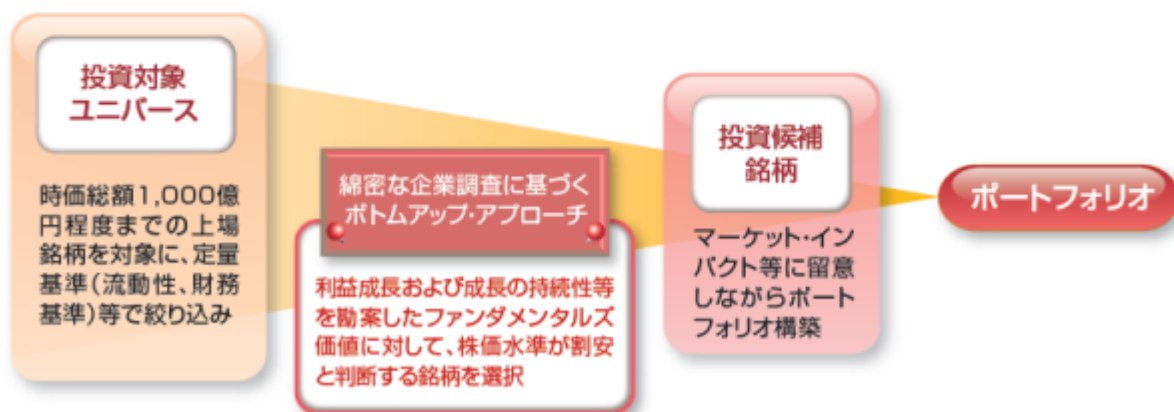 投資対象
ユニバース
時価総額1,000億
円程度までの上場
銘柄を対象に、定量
基準(流動性、財務
基準)等で絞り込み
綿密な企業調査に基づく
ボトムアップ・アプローチ
利益成長および成長の持続性等
を勘案したファンダメンタルズ
価値に対して、株価水準が割安
と判断する銘柄を選択
投資候補
銘柄
マーケット・イン
パクト等に留意
しながらポート
フォリオ構築
ポートフォリオ